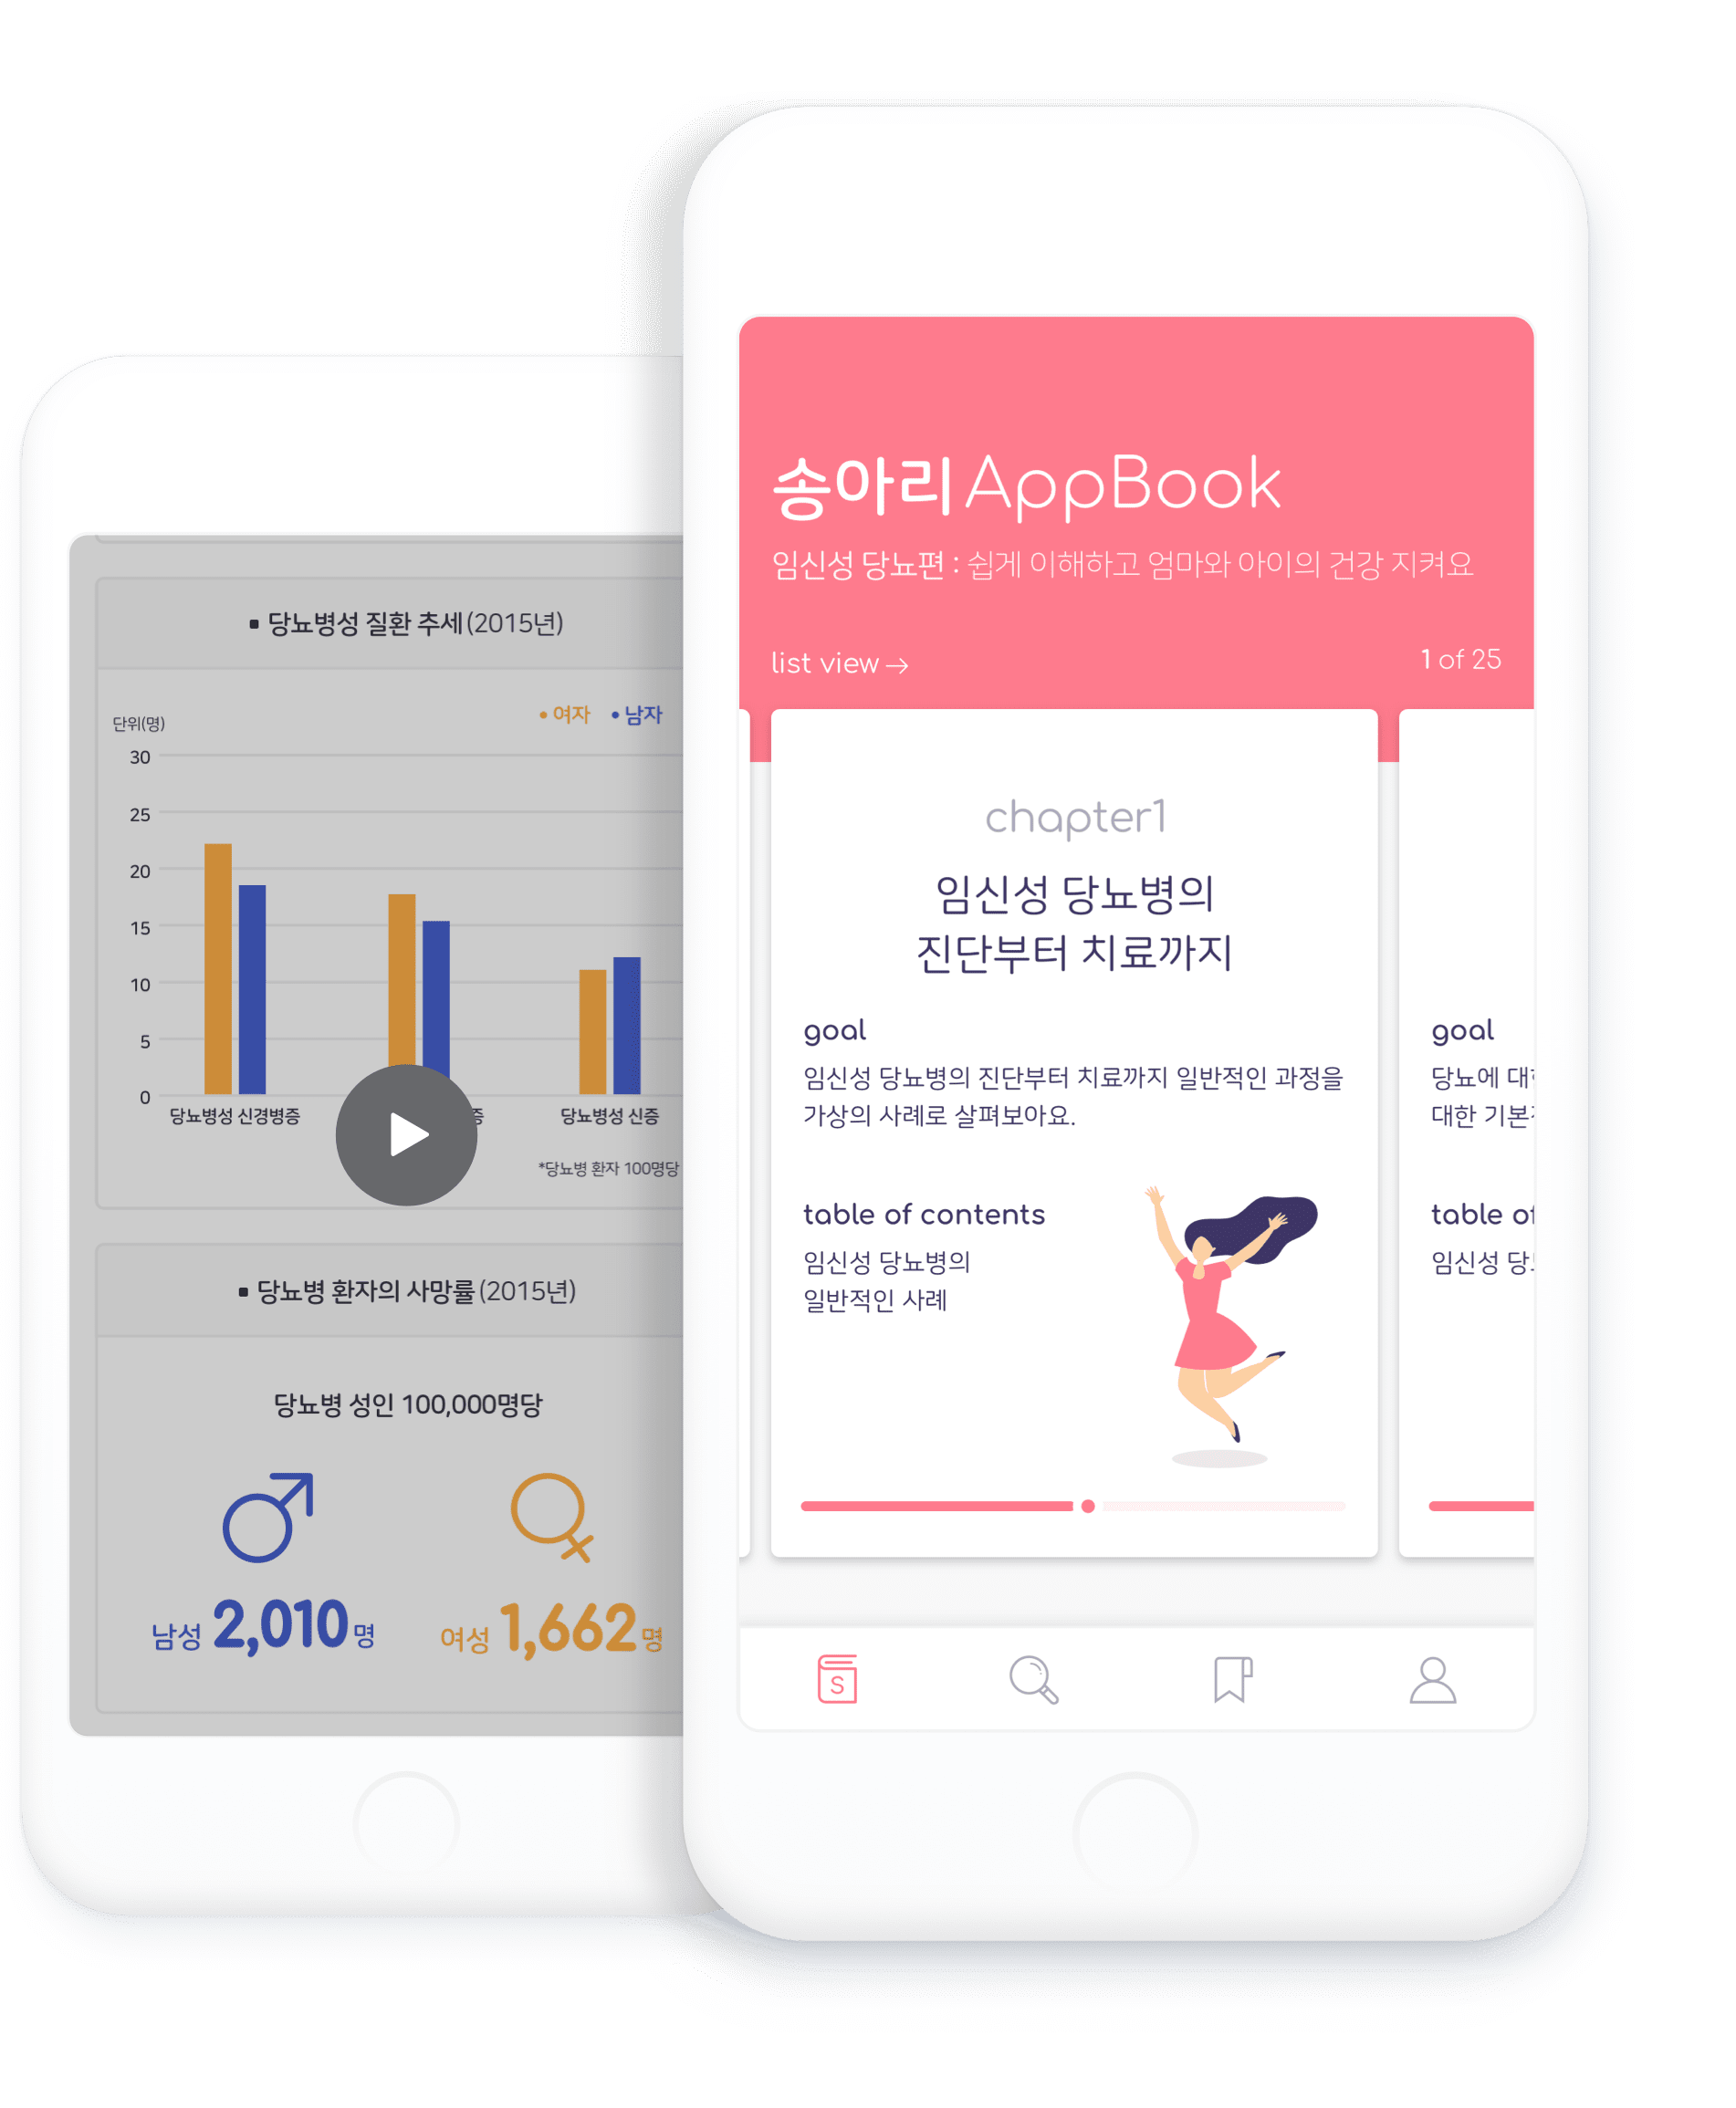 ■ 당뇨병성 질환 추세(2015년)
단위(명)
• 여자 • 남자
30
25
20
15
10
5
0
당뇨병성 신경병증
증
당뇨병성 신증
*당뇨병 환자 100명당
■ 당뇨병 환자의 사망률(2015년)
당뇨병 성인 100,000명당
남성 2,010명
여성 1,662명
송아리 AppBook
임신성 당뇨편 : 쉽게 이해하고 엄마와 아이의 건강 지켜요
list view→
1 of 25
chapter1
임신성 당뇨병의
진단부터 치료까지
goal
임신성 당뇨병의 진단부터 치료까지 일반적인 과정을
가상의 사례로 살펴보아요.
table of contents
임신성 당뇨병의
일반적인 사례
goal
당뇨에
대한 기본
table of
임신성
S